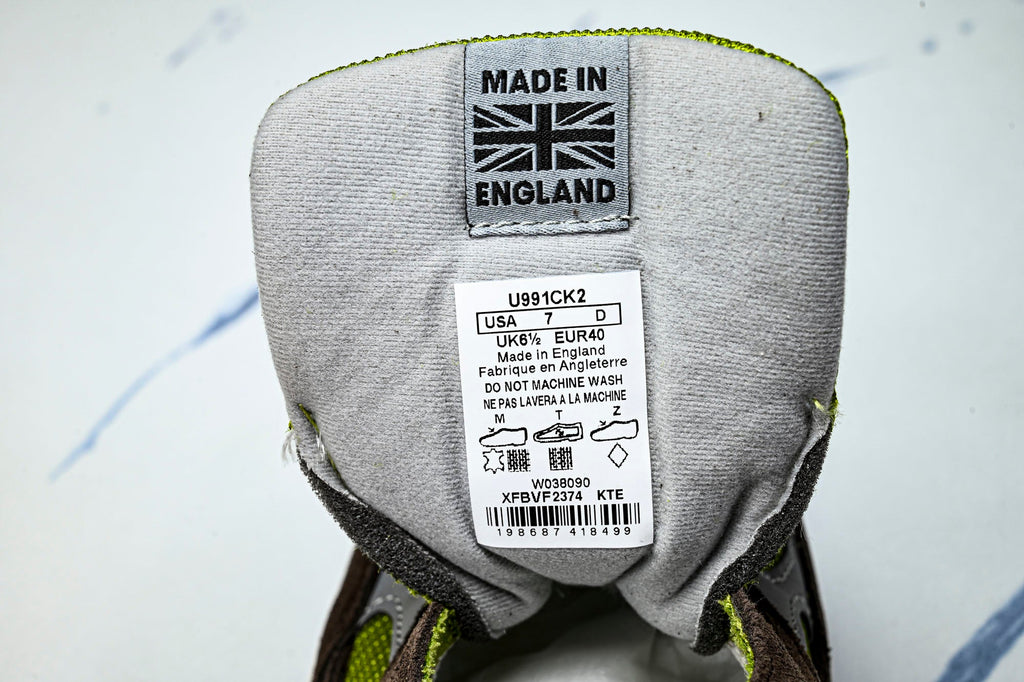 MADE IN
ENGLAND
U991CK2
USA 7 D
UK6½ EUR40
Made in England
Fabrique en Angleterre
DO NOT MACHINE WASH
NE PAS LAVERA A LA MACHINE
M T Z
W038090
XFBVF2374 KTE
198687 418499